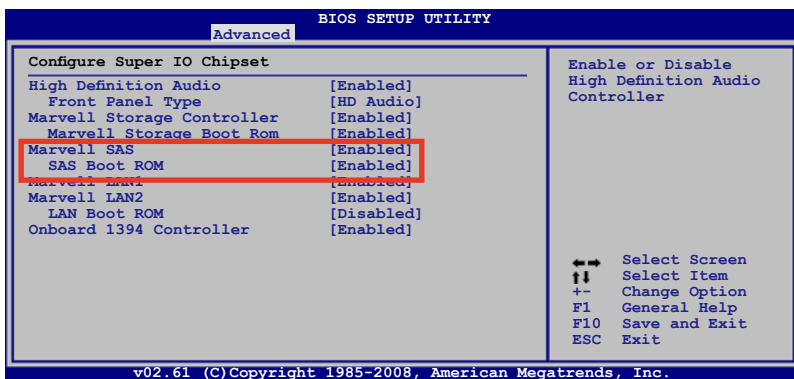 BIOS SETUP UTILITY
Advanced
Configure Super IO Chipset
High Definition Audio [Enabled]
Front Panel Type [HD Audio]
Marvell Storage Controller [Enabled]
Marvell Storage Boot Rom [Enabled]
Marvell SAS [Enabled]
SAS Boot ROM [Enabled]
Marvell LAN1 [Enabled]
Marvell LAN2 [Enabled]
LAN Boot ROM [Disabled]
Onboard 1394 Controller [Enabled]
Enable or Disable
High Definition Audio
Controller
←→ Select Screen
↑↓ Select Item
+- Change Option
F1 General Help
F10 Save and Exit
ESC Exit
v02.61 (C)Copyright 1985-2008, American Megatrends, Inc.